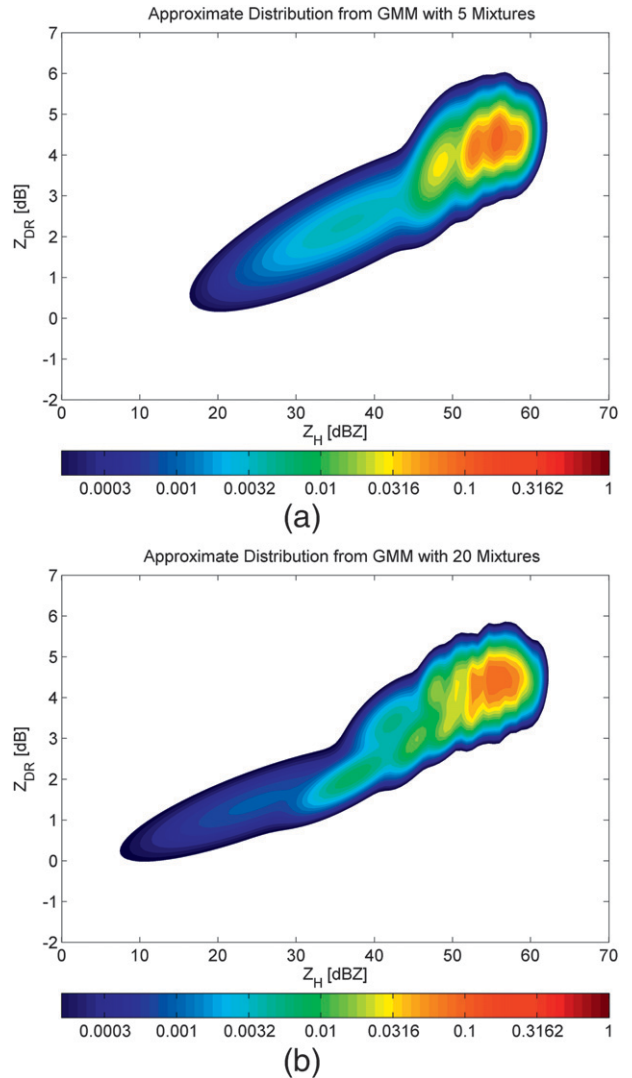 Approximate Distribution from GMM with 5 Mixtures
7
6
5
4
3
2
1
0
-1
-2
Z_DR [dB]
0 10 20 30 40 50 60 70
Z_H [dBZ]
0.0003 0.001 0.0032 0.01 0.0316 0.1 0.3162 1
(a)
Approximate Distribution from GMM with 20 Mixtures
7
6
5
4
3
2
1
0
-1
-2
Z_DR [dB]
0 10 20 30 40 50 60 70
Z_H [dBZ]
0.0003 0.001 0.0032 0.01 0.0316 0.1 0.3162 1
(b)